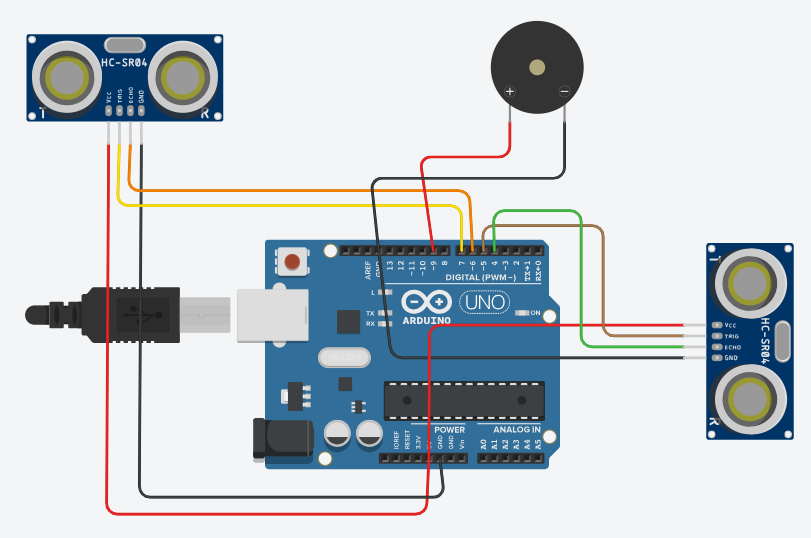 HC-SR04
VCC
TRIG
ECHO
GND
T
R
+
−
AREF
GND
13
12
~11
~10
~9
8
7
~6
~5
4
~3
2
TX→1
RX←0
DIGITAL (PWM~)
L
TX
RX
UNO
ON
ARDUINO
POWER
ANALOG IN
IOREF
RESET
3.3V
GND
GND
Vin
A0
A1
A2
A3
A4
A5
T
HC-SR04
VCC
TRIG
ECHO
GND
R